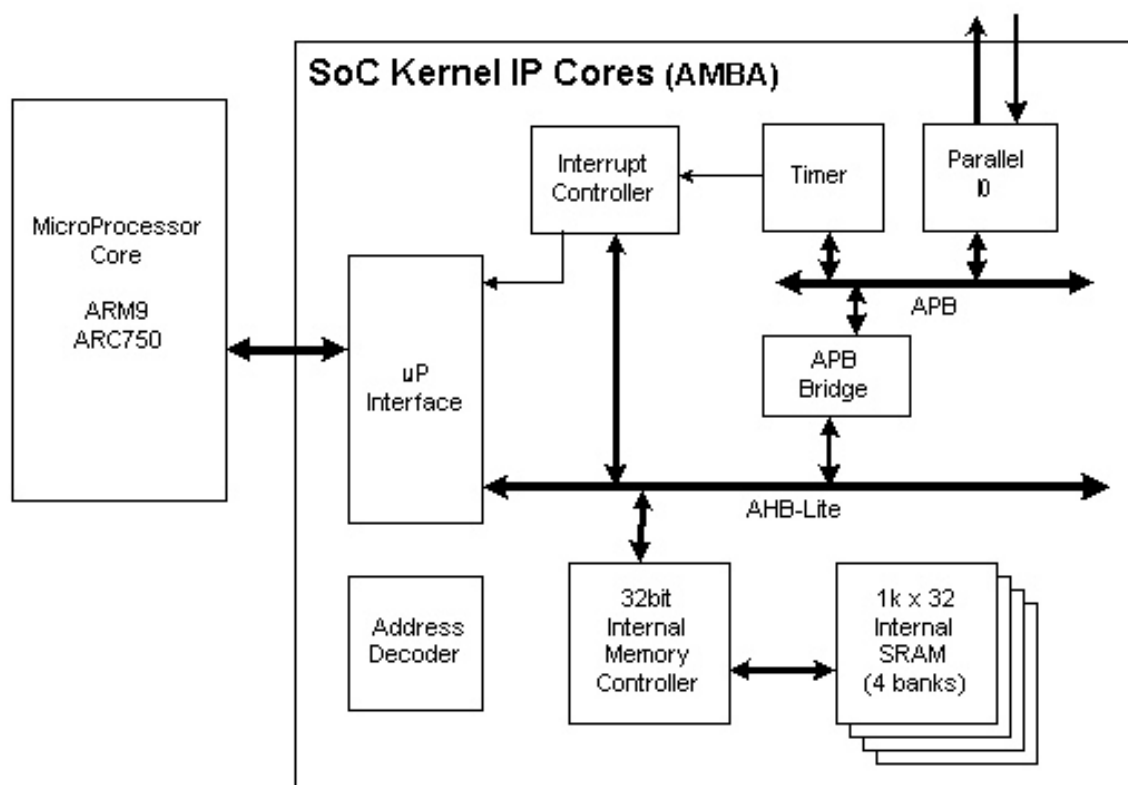 SoC Kernel IP Cores (AMBA)
MicroProcessor
Core
ARM9
ARC750
Interrupt
Controller
Timer
Parallel
IO
APB
uP
Interface
APB
Bridge
AHB-Lite
Address
Decoder
32bit
Internal
Memory
Controller
1k x 32
Internal
SRAM
(4 banks)